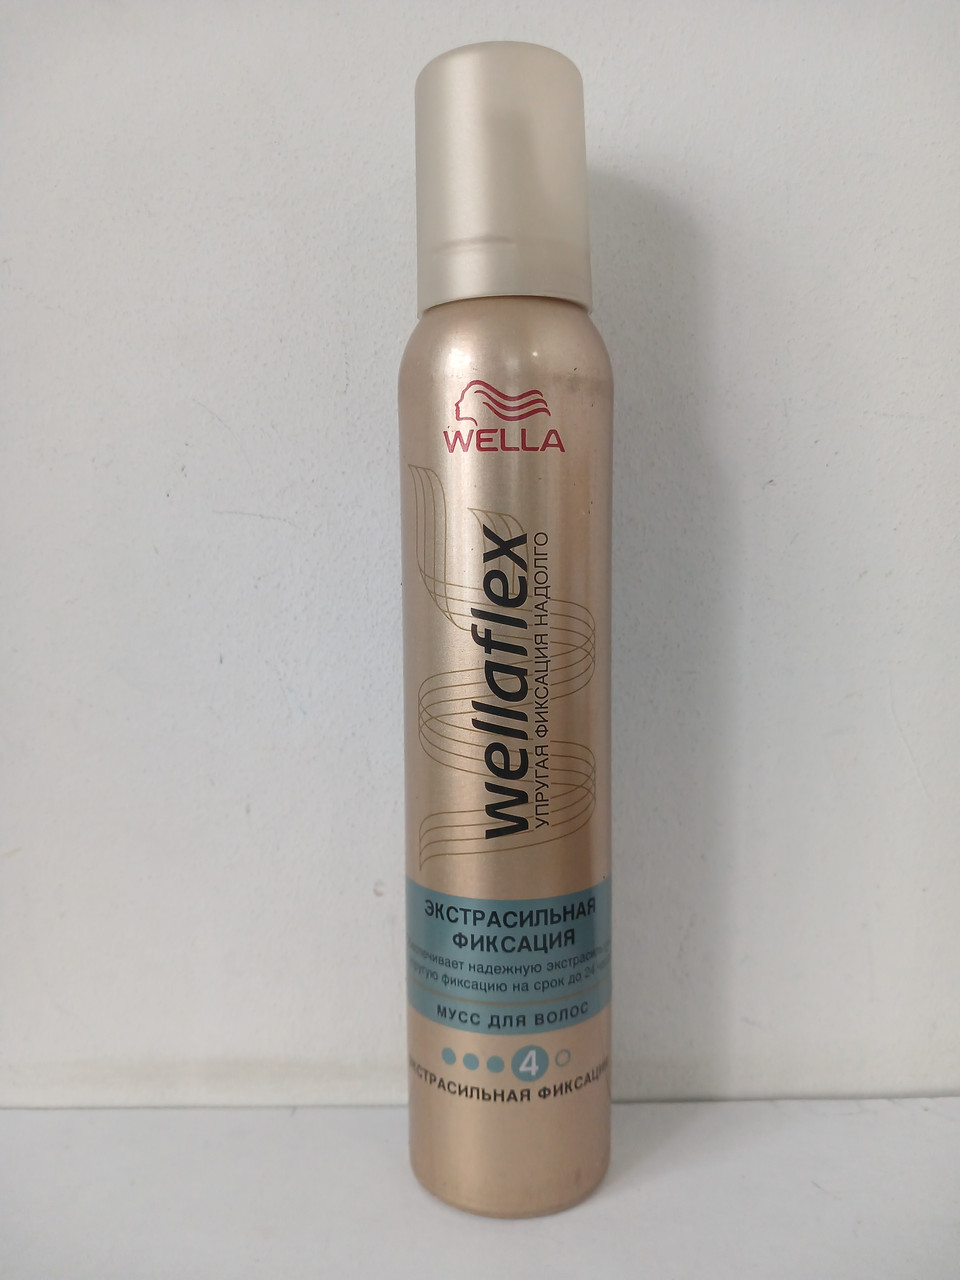 WELLA
wellaflex
УПРУГАЯ ФИКСАЦИЯ НАДОЛГО
ЭКСТРАСИЛЬНАЯ
ФИКСАЦИЯ
надежную
фиксацию на срок до 24
МУСС ДЛЯ ВОЛОС
4
ЭКСТРАСИЛЬНАЯ ФИКСАЦИЯ